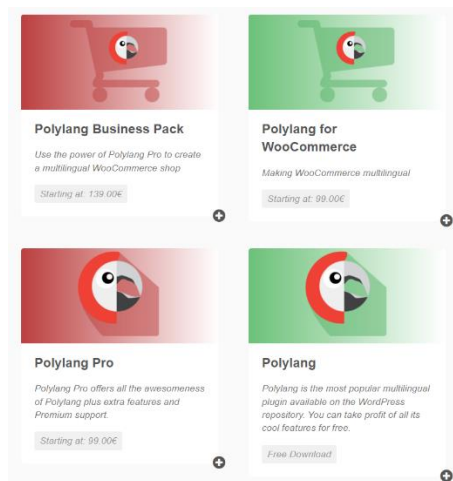 Polylang Business Pack
Use the power of Polylang Pro to create
a multilingual WooCommerce shop
Starting at: 139.00€
Polylang for
WooCommerce
Making WooCommerce multilingual
Starting at: 99.00€
Polylang Pro
Polylang Pro offers all the awesomeness
of Polylang plus extra features and
Premium support.
Starting at: 99.00€
Polylang
Polylang is the most popular multilingual
plugin available on the WordPress
repository. You can take profit of all its
cool features for free.
Free Download